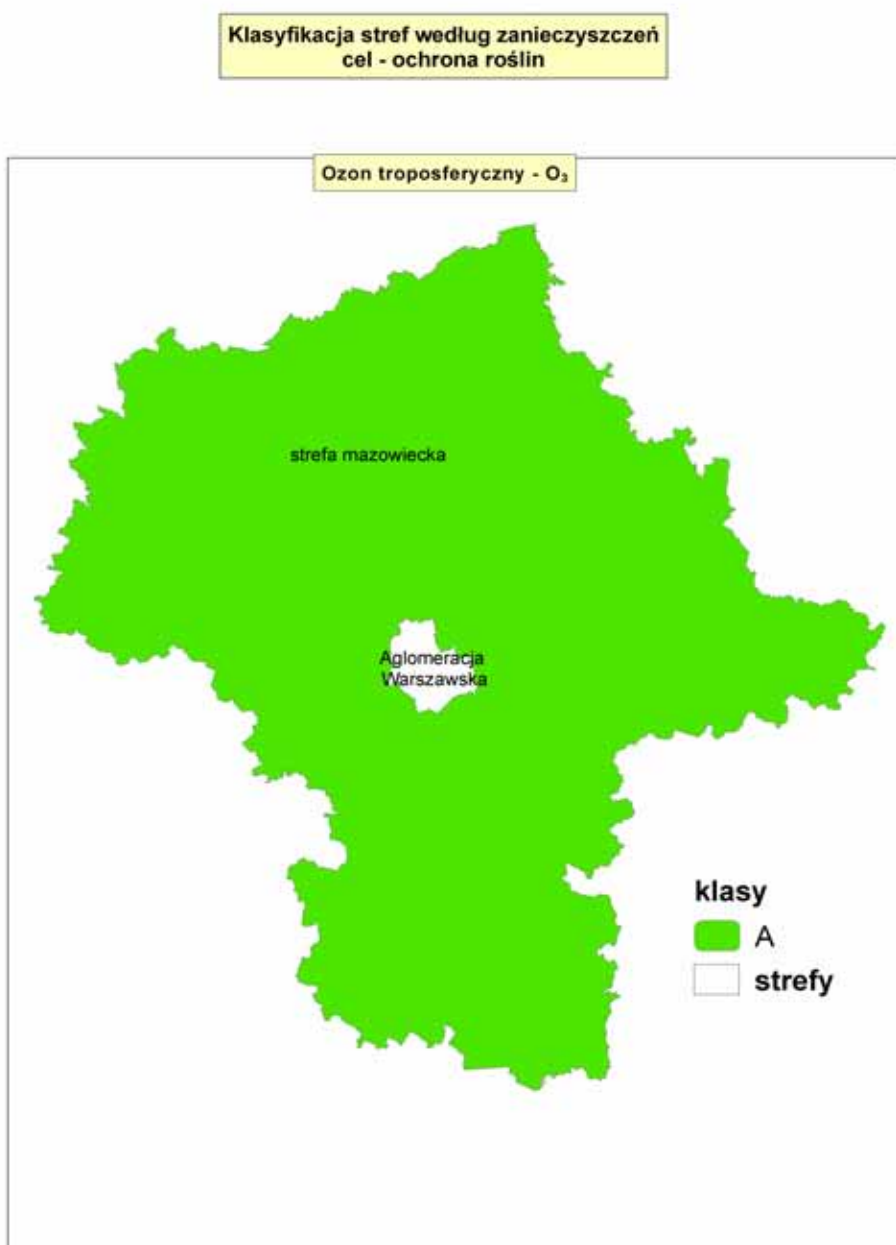 Klasyfikacja stref według zanieczyszczeń
cel - ochrona roślin
Ozon troposferyczny - O₃
strefa mazowiecka
Aglomeracja
Warszawska
klasy
A
strefy